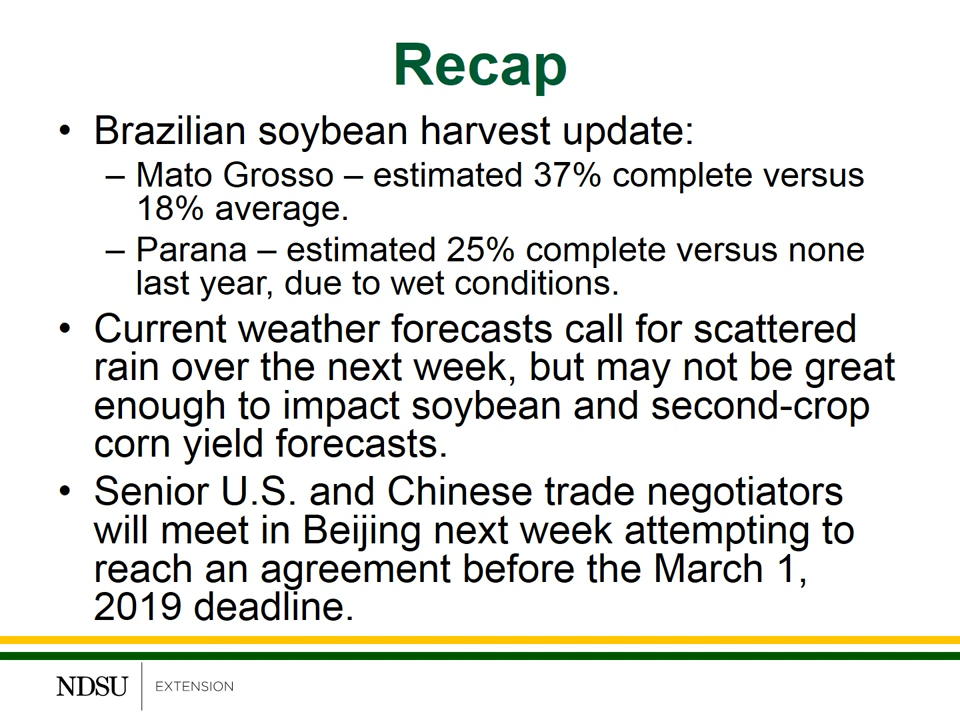 Recap
• Brazilian soybean harvest update:
– Mato Grosso – estimated 37% complete versus
18% average.
– Parana – estimated 25% complete versus none
last year, due to wet conditions.
• Current weather forecasts call for scattered
rain over the next week, but may not be great
enough to impact soybean and second-crop
corn yield forecasts.
• Senior U.S. and Chinese trade negotiators
will meet in Beijing next week attempting to
reach an agreement before the March 1,
2019 deadline.
NDSU EXTENSION